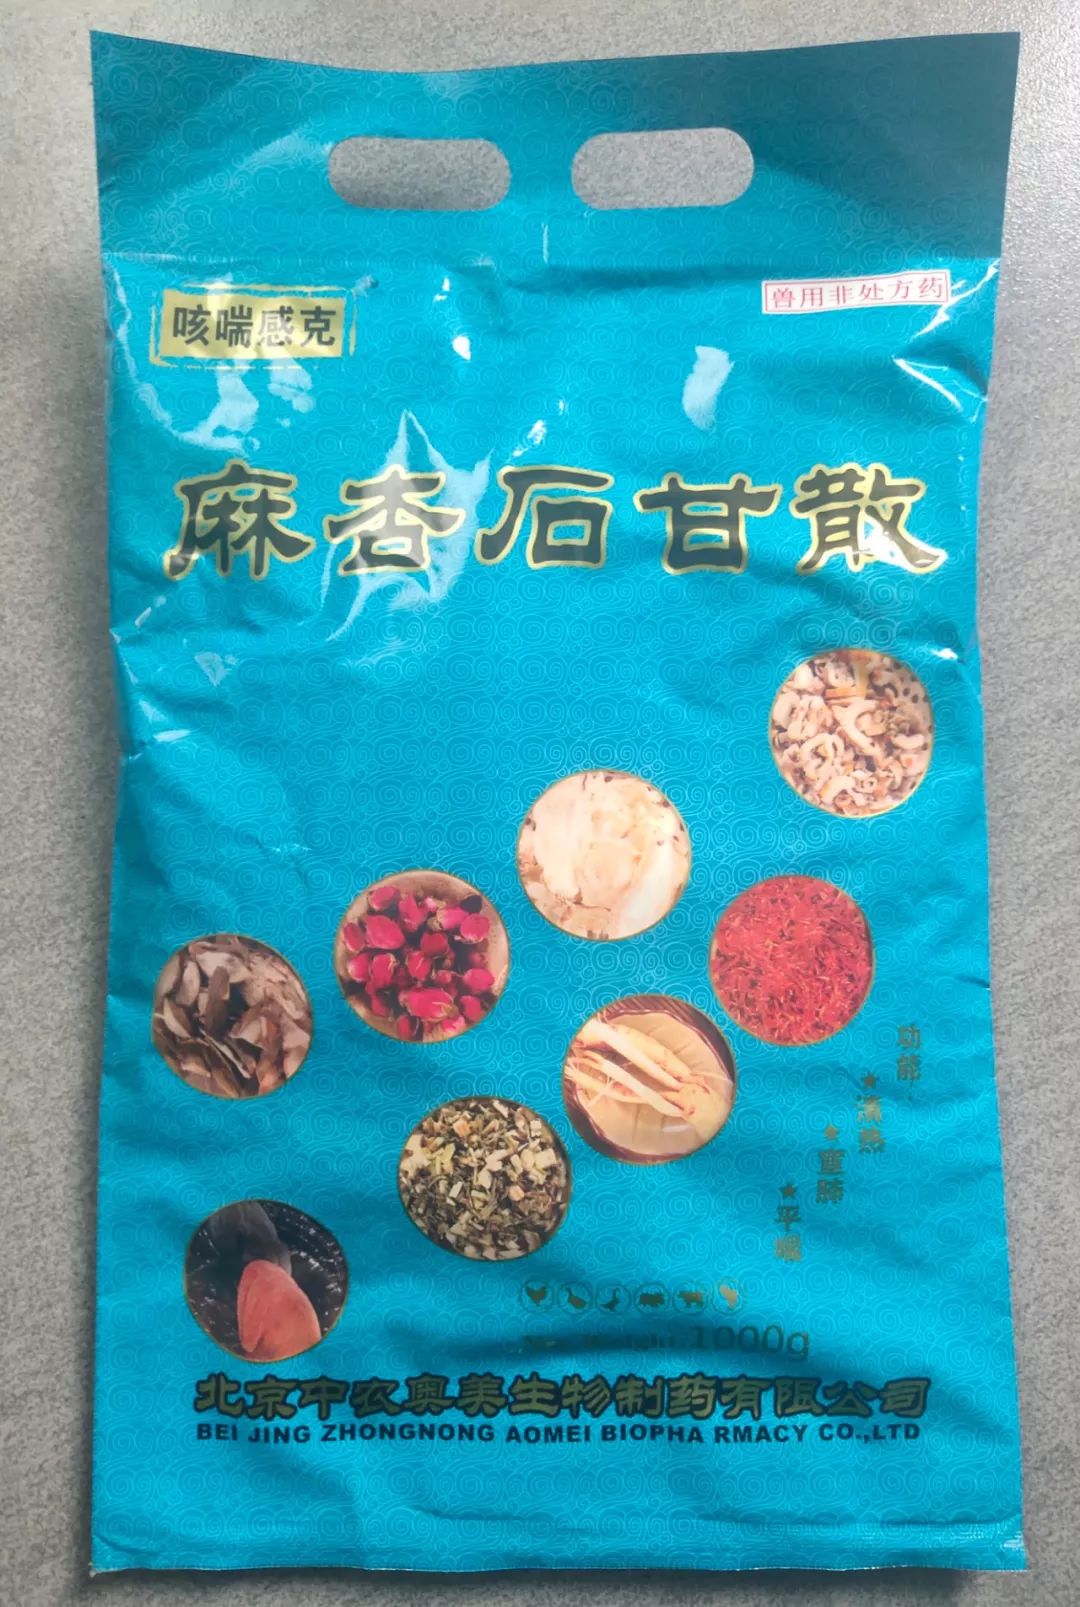 咳喘感克
兽用非处方药
麻杏石甘散
功能:
★清热
★宣肺
★平喘
Net Weight 1000g
北京中农奥美生物制药有限公司
BEI JING ZHONGNONG AOMEI BIOPHA RMACY CO.,LTD